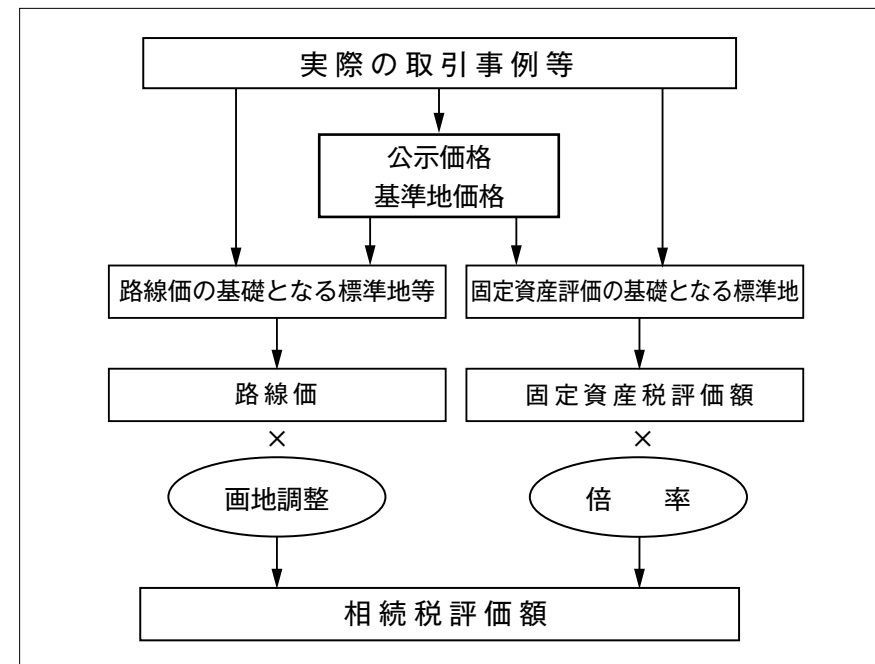 実際の取引事例等
公示価格
基準地価格
路線価の基礎となる標準地等
固定資産評価の基礎となる標準地
路線価
固定資産税評価額
×
×
画地調整
倍　率
相続税評価額